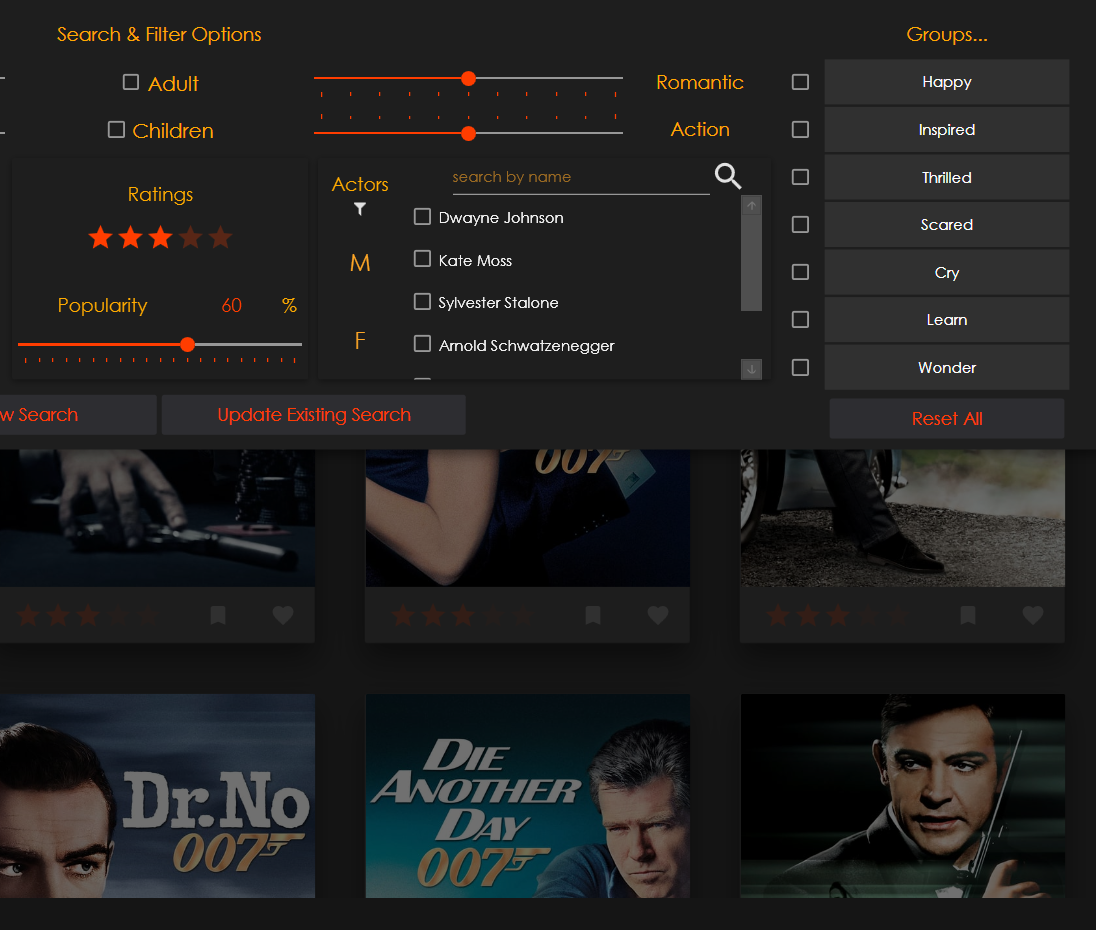 Search & Filter Options
Groups...
Adult
Romantic
Happy
Children
Action
Inspired
Ratings
Actors
search by name
Thrilled
Dwayne Johnson
Scared
M
Kate Moss
Cry
Popularity
60
%
Sylvester Stalone
Learn
F
Arnold Schwatzenegger
Wonder
w Search
Update Existing Search
Reset All
007
Dr.No
007
DIE
ANOTHER
DAY
007